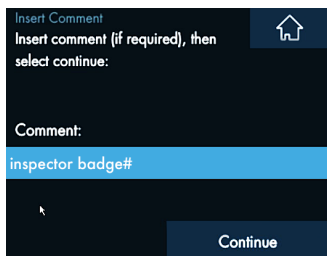 Insert Comment
Insert comment (if required), then
select continue:
Comment:
inspector badge#
Continue